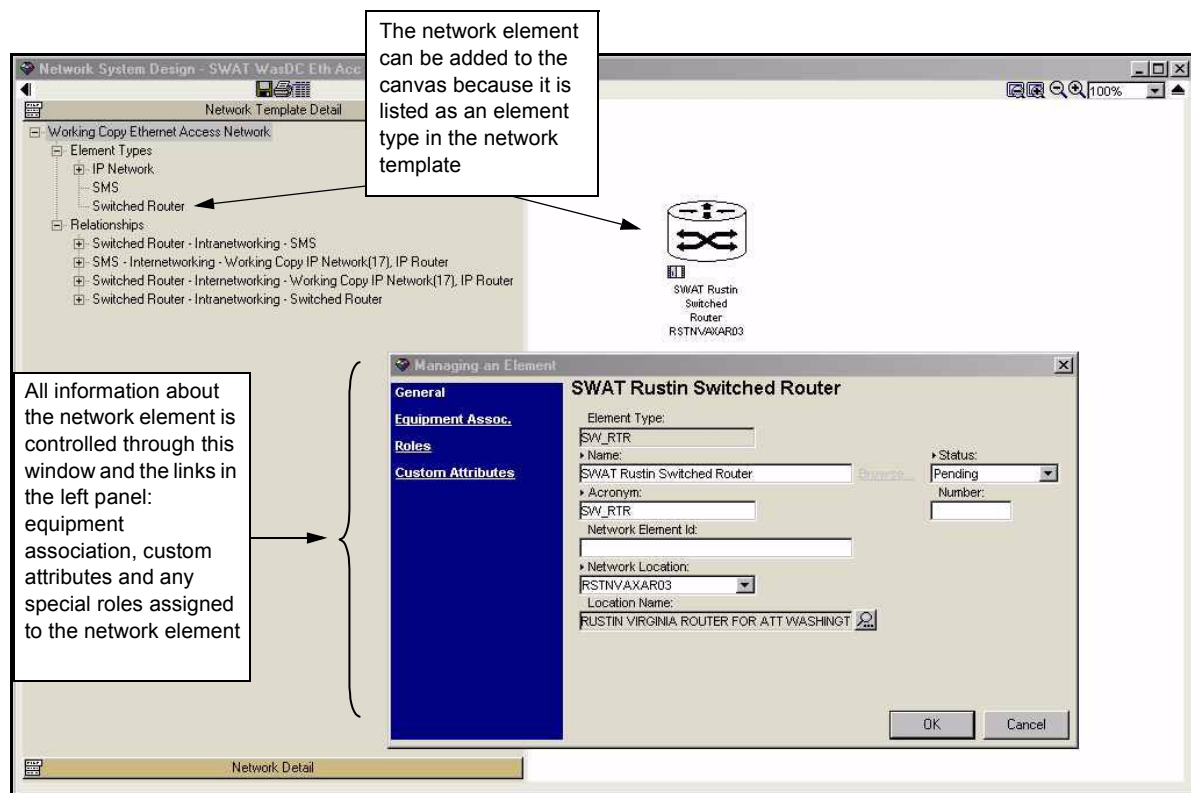 The network element
can be added to the
canvas because it is
listed as an element
type in the network
template
Network System Design - SWAT WasDC Eth Acc
100%
Network Template Detail
Working Copy Ethernet Access Network
Element Types
IP Network
SMS
Switched Router
Relationships
Switched Router - Intranetworking - SMS
SMS - Internetworking - Working Copy IP Network(17), IP Router
Switched Router - Internetworking - Working Copy IP Network(17), IP Router
Switched Router - Intranetworking - Switched Router
SWAT Rustin
Switched
Router
RSTNVAXAR03
All information about
the network element is
controlled through this
window and the links in
the left panel:
equipment
association, custom
attributes and any
special roles assigned
to the network element
Managing an Element
General
Equipment Assoc.
Roles
Custom Attributes
SWAT Rustin Switched Router
Element Type:
SW_RTR
Name:
SWAT Rustin Switched Router
Browse...
Status:
Pending
Acronym:
SW_RTR
Number:
Network Element Id:
Network Location:
RSTNVAXAR03
Location Name:
RUSTIN VIRGINIA ROUTER FOR ATT WASHINGT
OK Cancel
Network Detail